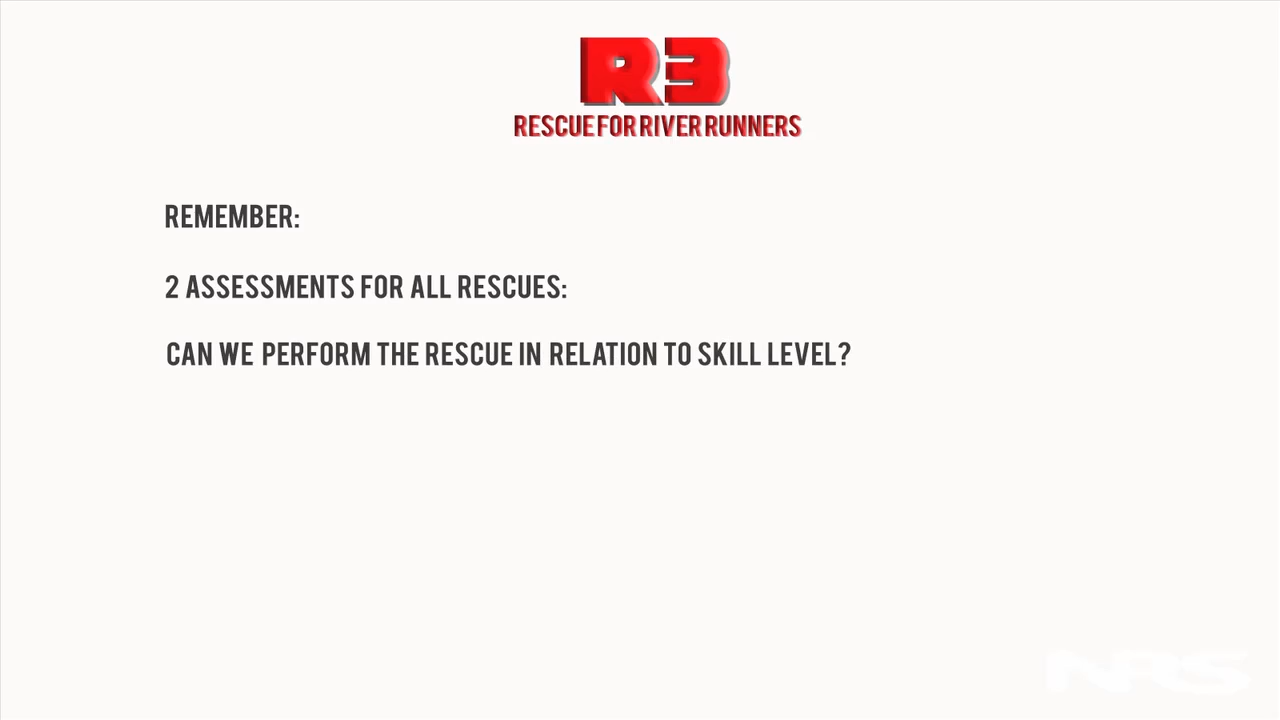 R3
RESCUE FOR RIVER RUNNERS
REMEMBER:
2 ASSESSMENTS FOR ALL RESCUES:
CAN WE PERFORM THE RESCUE IN RELATION TO SKILL LEVEL?
NRS